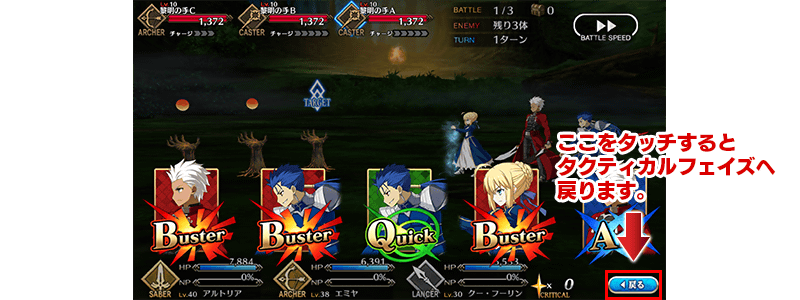 Lv 10
黎明の手C
1,372
ARCHER
チャージ
Lv 10
黎明の手B
1,372
CASTER
チャージ
Lv 10
黎明の手A
1,372
CASTER
チャージ
BATTLE 1/3 0
ENEMY 残り3体
TURN 1ターン
BATTLE SPEED
TARGET
ここをタッチすると
タクティカルフェイズへ
戻ります。
Buster
Buster
Quick
Buster
A
HP 7,884
NP 0%
SABER Lv.40 アルトリア
HP 6,391
NP 0%
ARCHER Lv.38 エミヤ
HP
NP 0%
LANCER Lv.30 クー・フーリン
0
CRITICAL
戻る